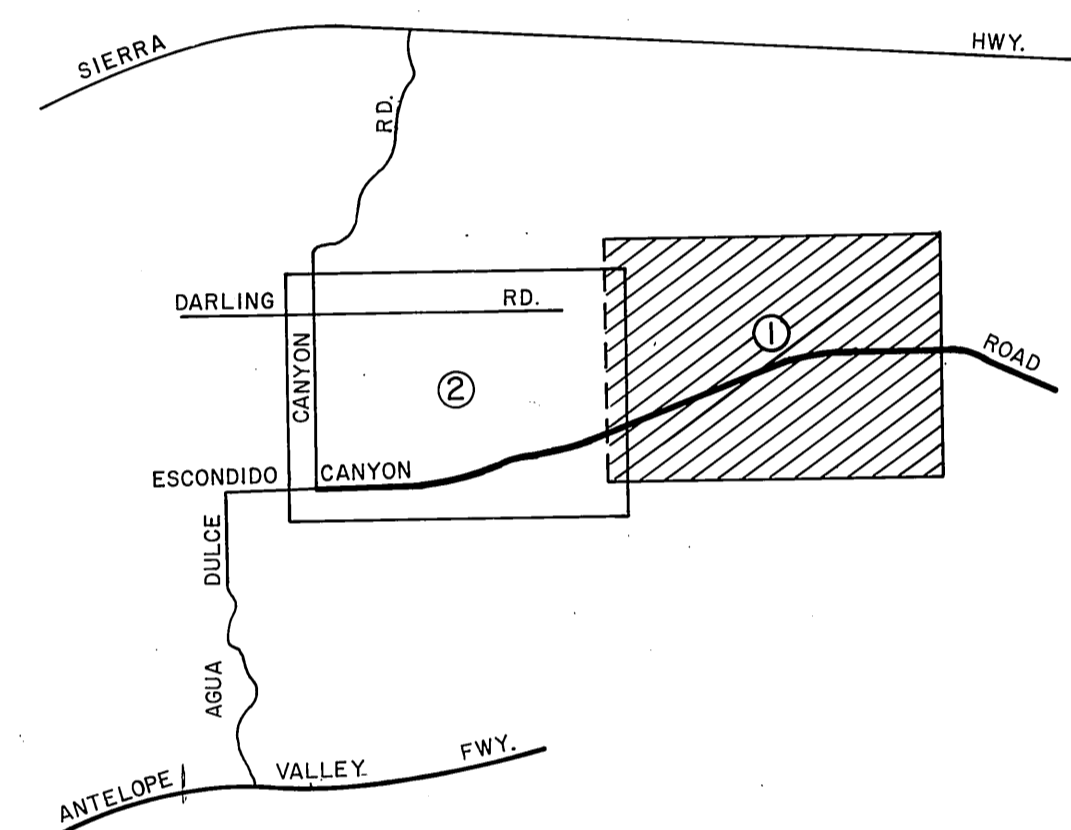 SIERRA HWY.
RD.
DARLING RD.
CANYON
①
②
ROAD
ESCONDIDO CANYON
DULCE
AGUA
ANTELOPE VALLEY FWY.